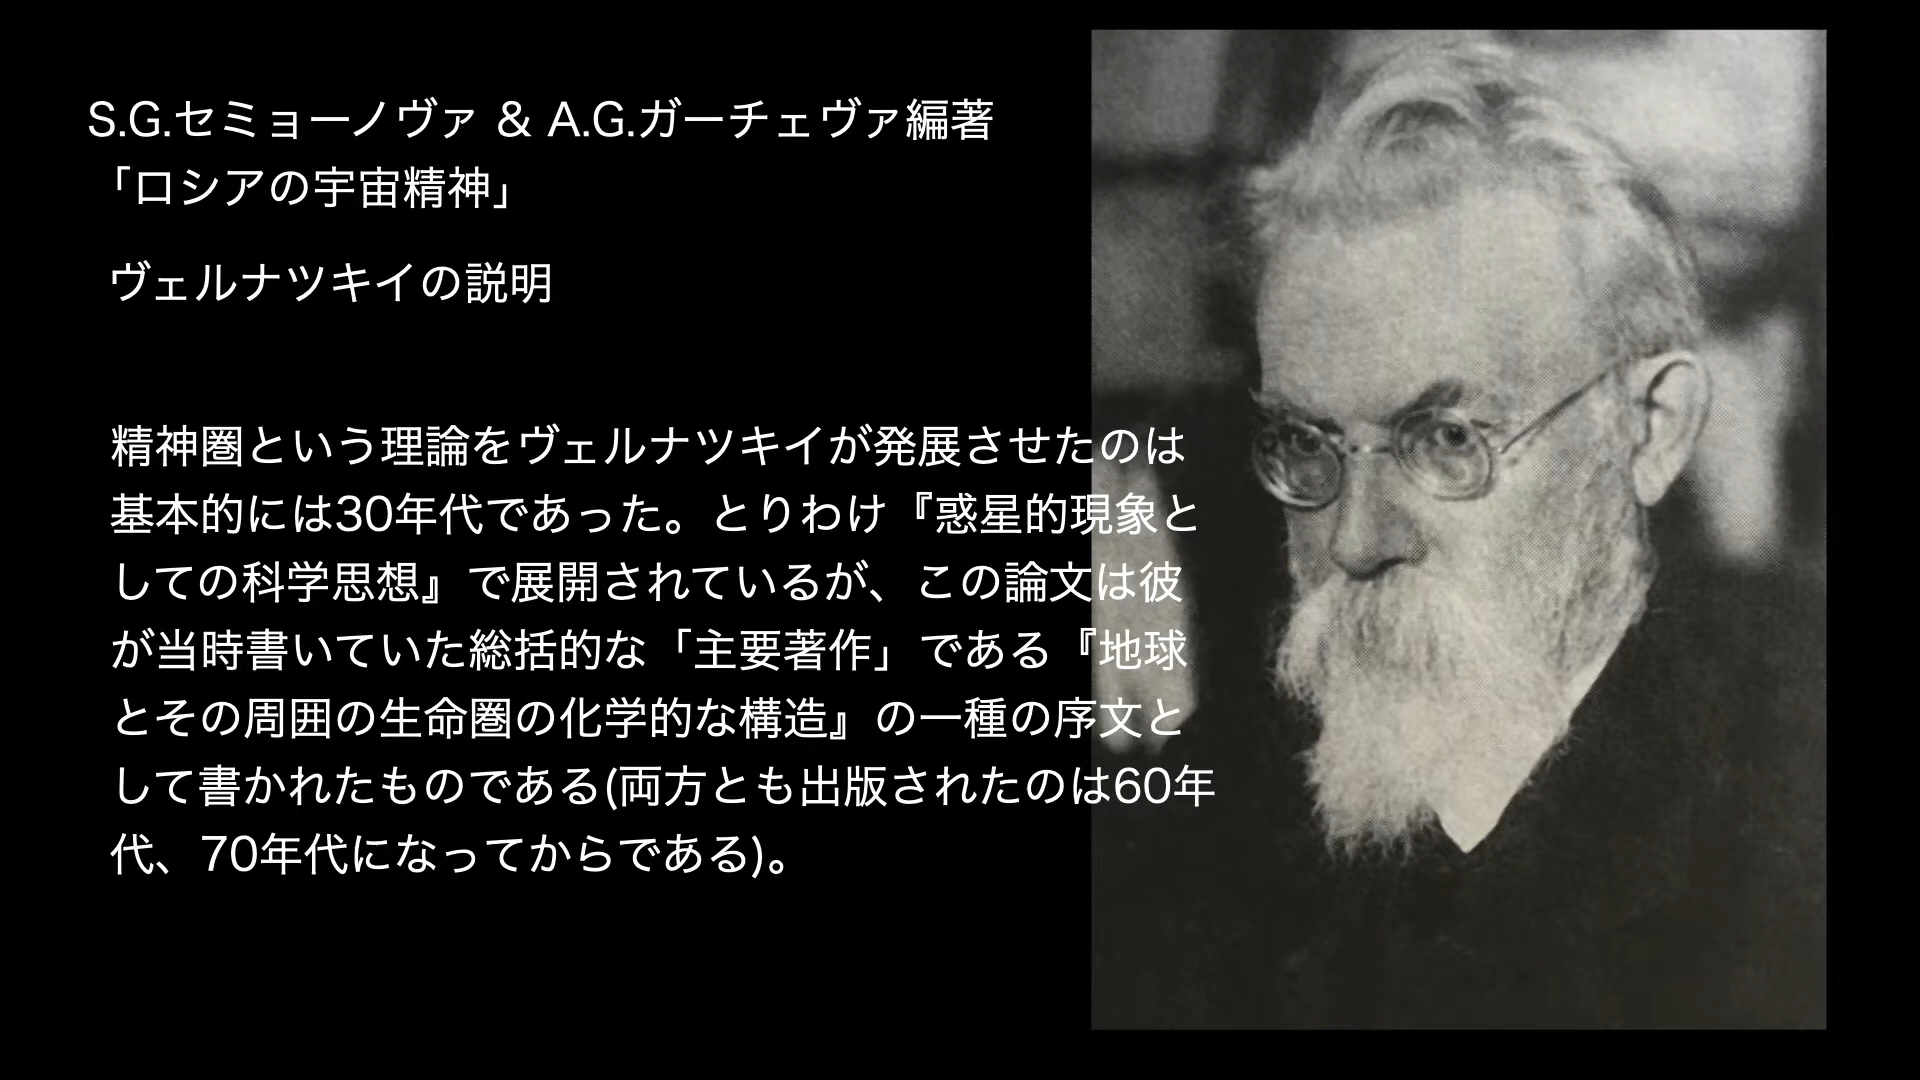 S.G.セミョーノヴァ & A.G.ガーチェヴァ編著
「ロシアの宇宙精神」
ヴェルナツキイの説明
精神圏という理論をヴェルナツキイが発展させたのは
基本的には30年代であった。とりわけ『惑星的現象と
しての科学思想』で展開されているが、この論文は彼
が当時書いていた総括的な「主要著作」である『地球
とその周囲の生命圏の化学的な構造』の一種の序文と
して書かれたものである(両方とも出版されたのは60年
代、70年代になってからである)。